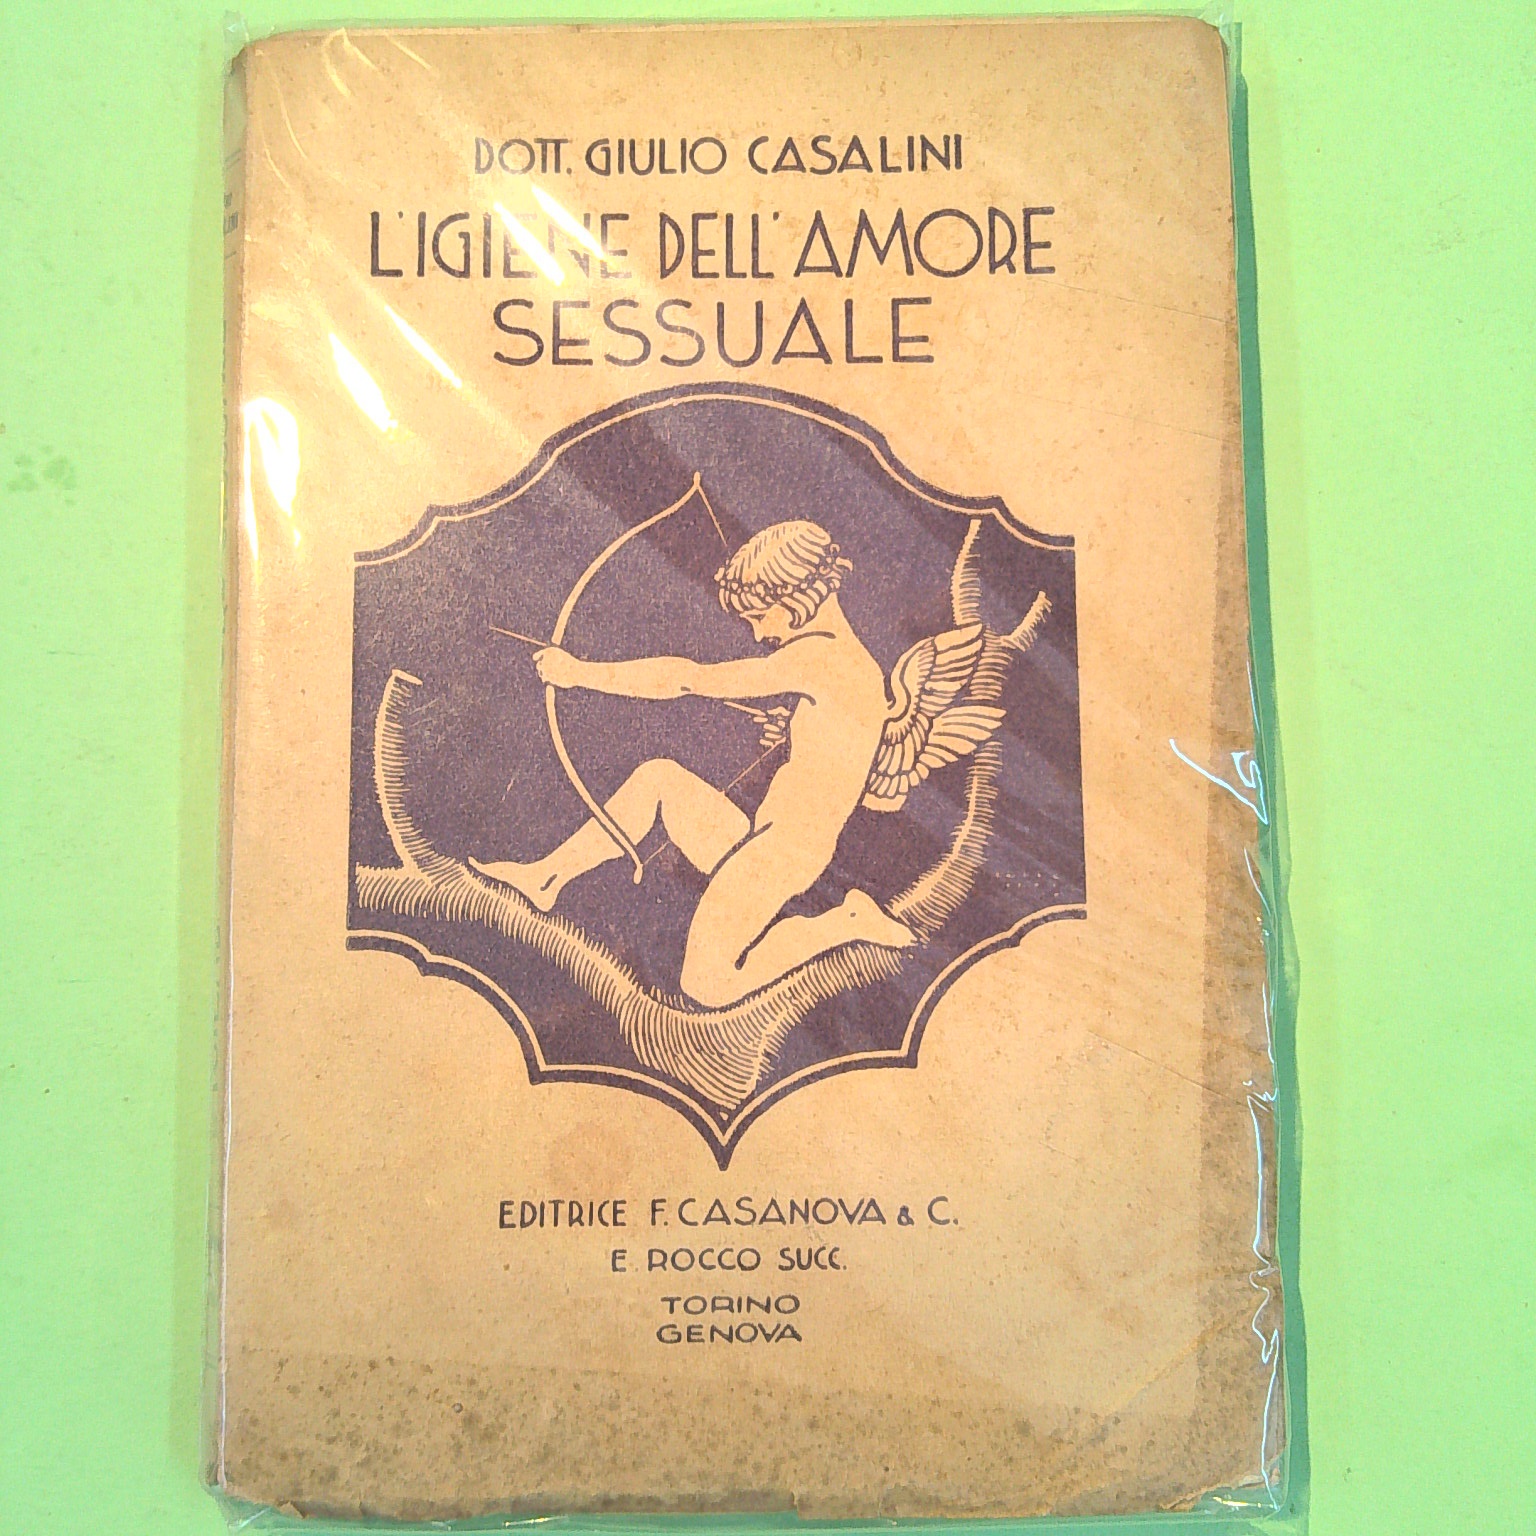 DOTT. GIULIO CASALINI
L'IGIENE DELL'AMORE
SESSUALE
EDITRICE F. CASANOVA & C.
E. ROCCO SUCC.
TORINO
GENOVA